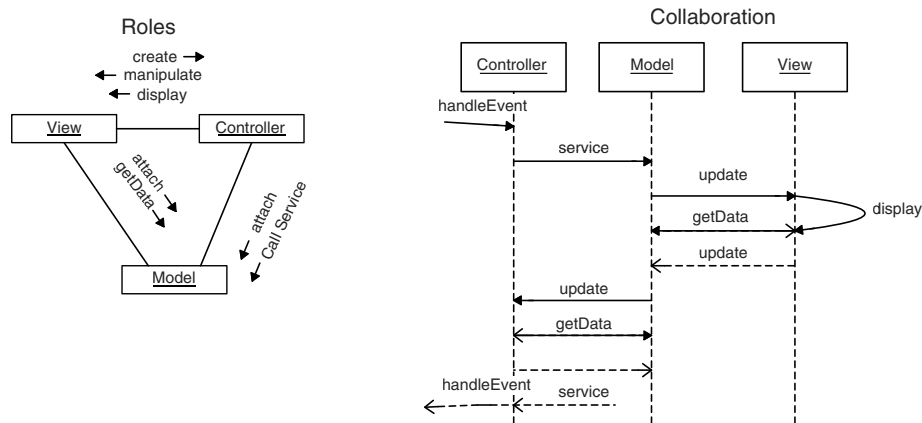 Roles
create
manipulate
display
View
Controller
attach
getData
attach
Call Service
Model
Collaboration
Controller
Model
View
handleEvent
service
update
display
getData
update
update
getData
handleEvent
service